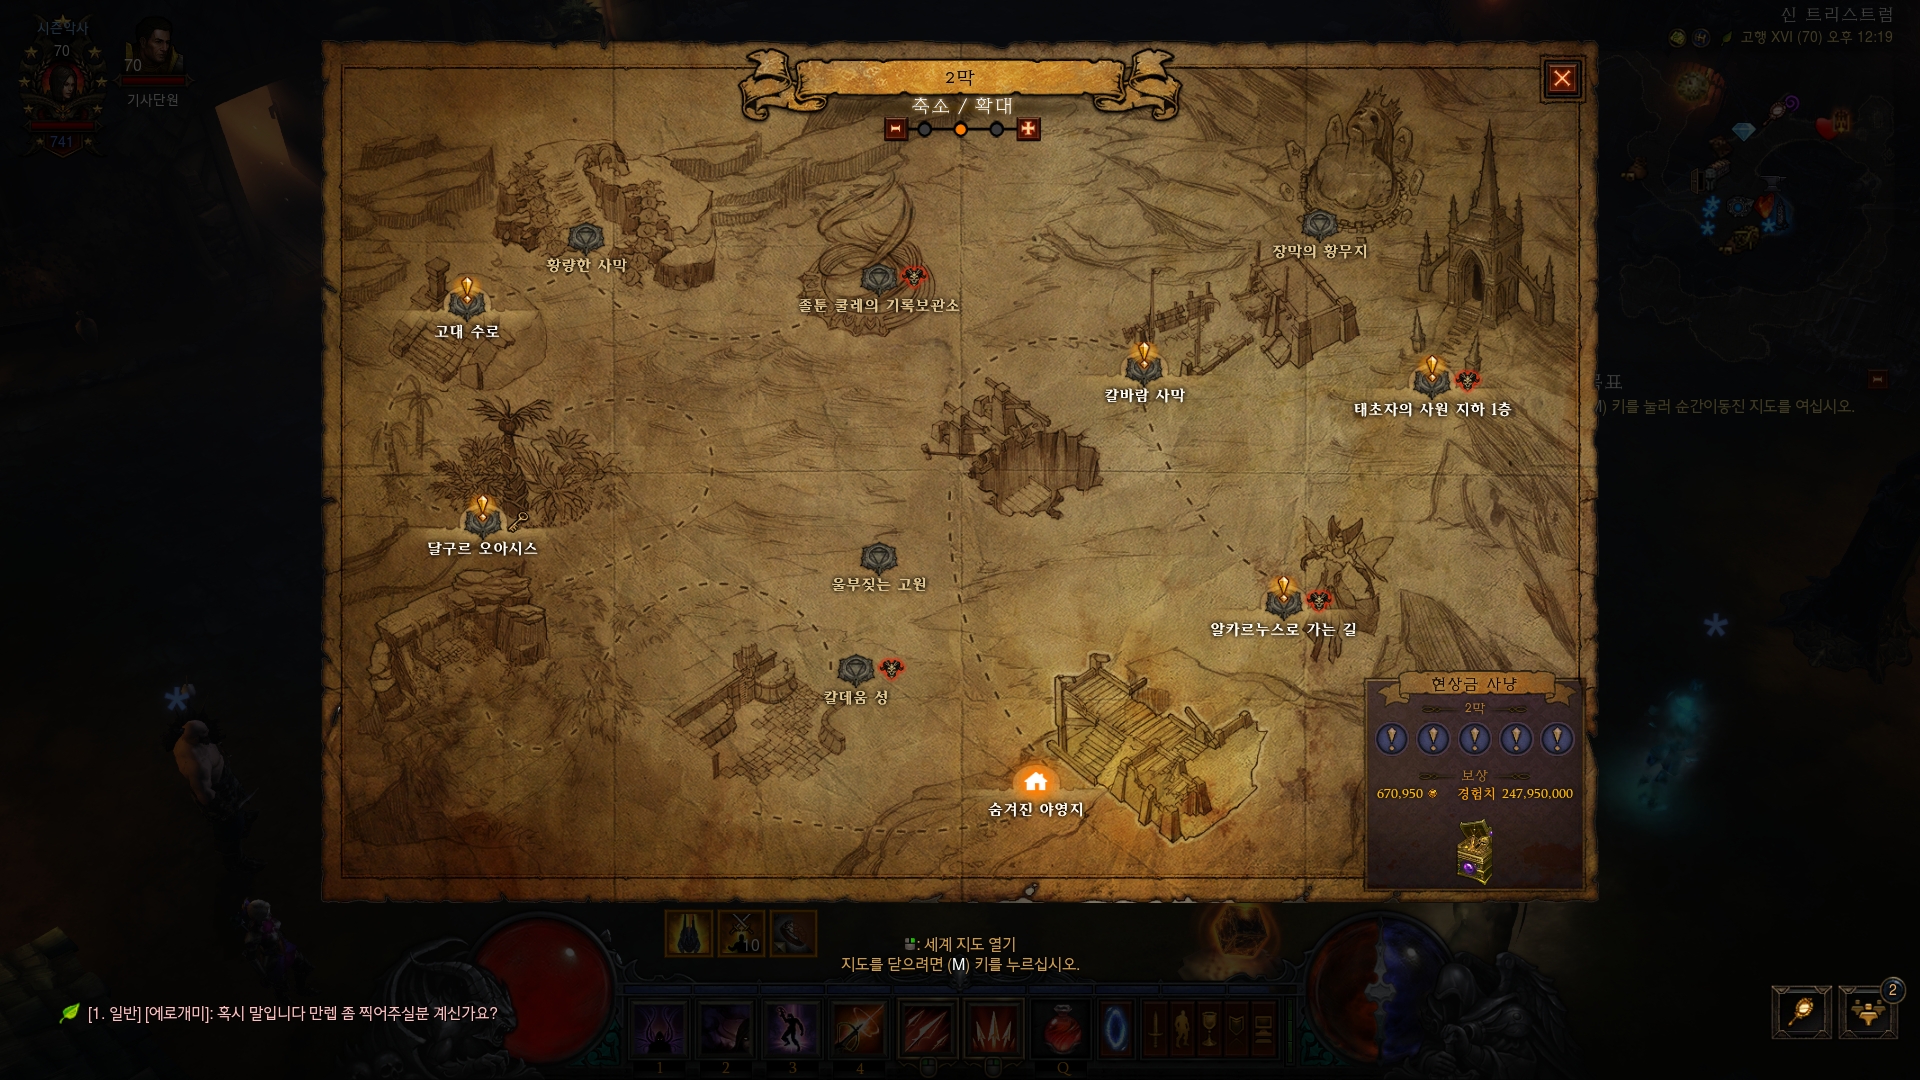 시즌악사
70
741
70
기사단원
신 트리스트럼
고행 XVI (70) 오후 12:19
2막
축소 / 확대
황량한 사막
고대 수로
졸툰 쿨레의 기록보관소
장막의 황무지
칼바람 사막
태초자의 사원 지하 1층
표
키를 눌러 순간이동진 지도를 여십시오.
달구르 오아시스
울부짖는 고원
알카르누스로 가는 길
칼데움 성
숨겨진 야영지
현상금 사냥
2막
보상
670,950 경험치 247,950,000
10
: 세계 지도 열기
지도를 닫으려면 (M) 키를 누르십시오.
[1. 일반] [에로개미]: 혹시 말입니다 만렙 좀 찍어주실분 계신가요?
2
1
2
3
4
Q